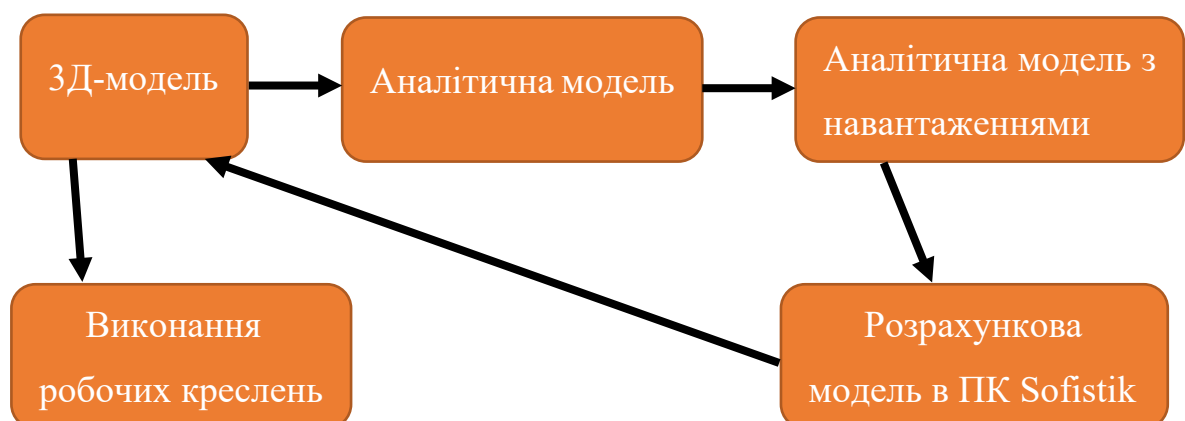 3Д-модель
Аналітична модель
Аналітична модель з
навантаженнями
Виконання
робочих креслень
Розрахункова
модель в ПК Sofistik